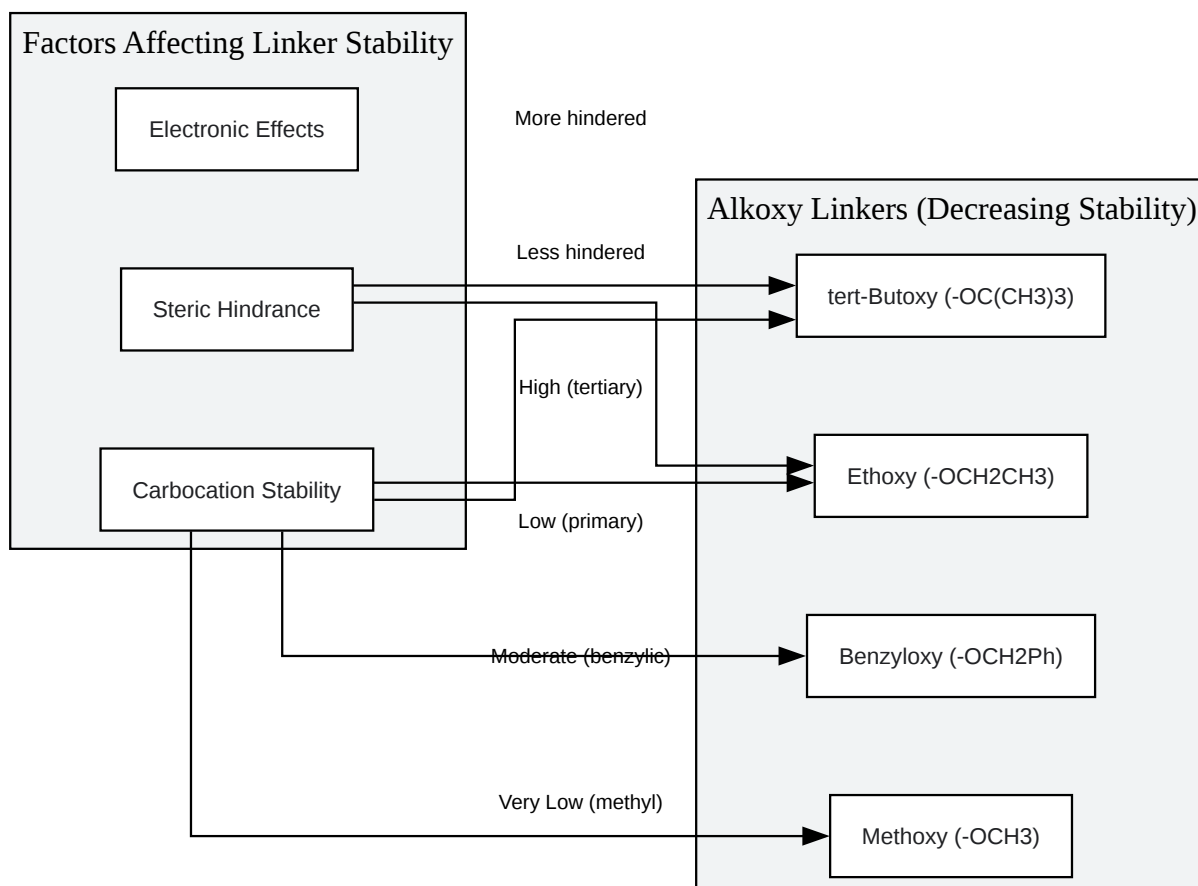 Factors Affecting Linker Stability
Electronic Effects
Steric Hindrance
Carbocation Stability
More hindered
Less hindered
High (tertiary)
Low (primary)
Moderate (benzylic)
Very Low (methyl)
Alkoxy Linkers (Decreasing Stability)
tert-Butoxy (-OC(CH3)3)
Ethoxy (-OCH2CH3)
Benzyloxy (-OCH2Ph)
Methoxy (-OCH3)